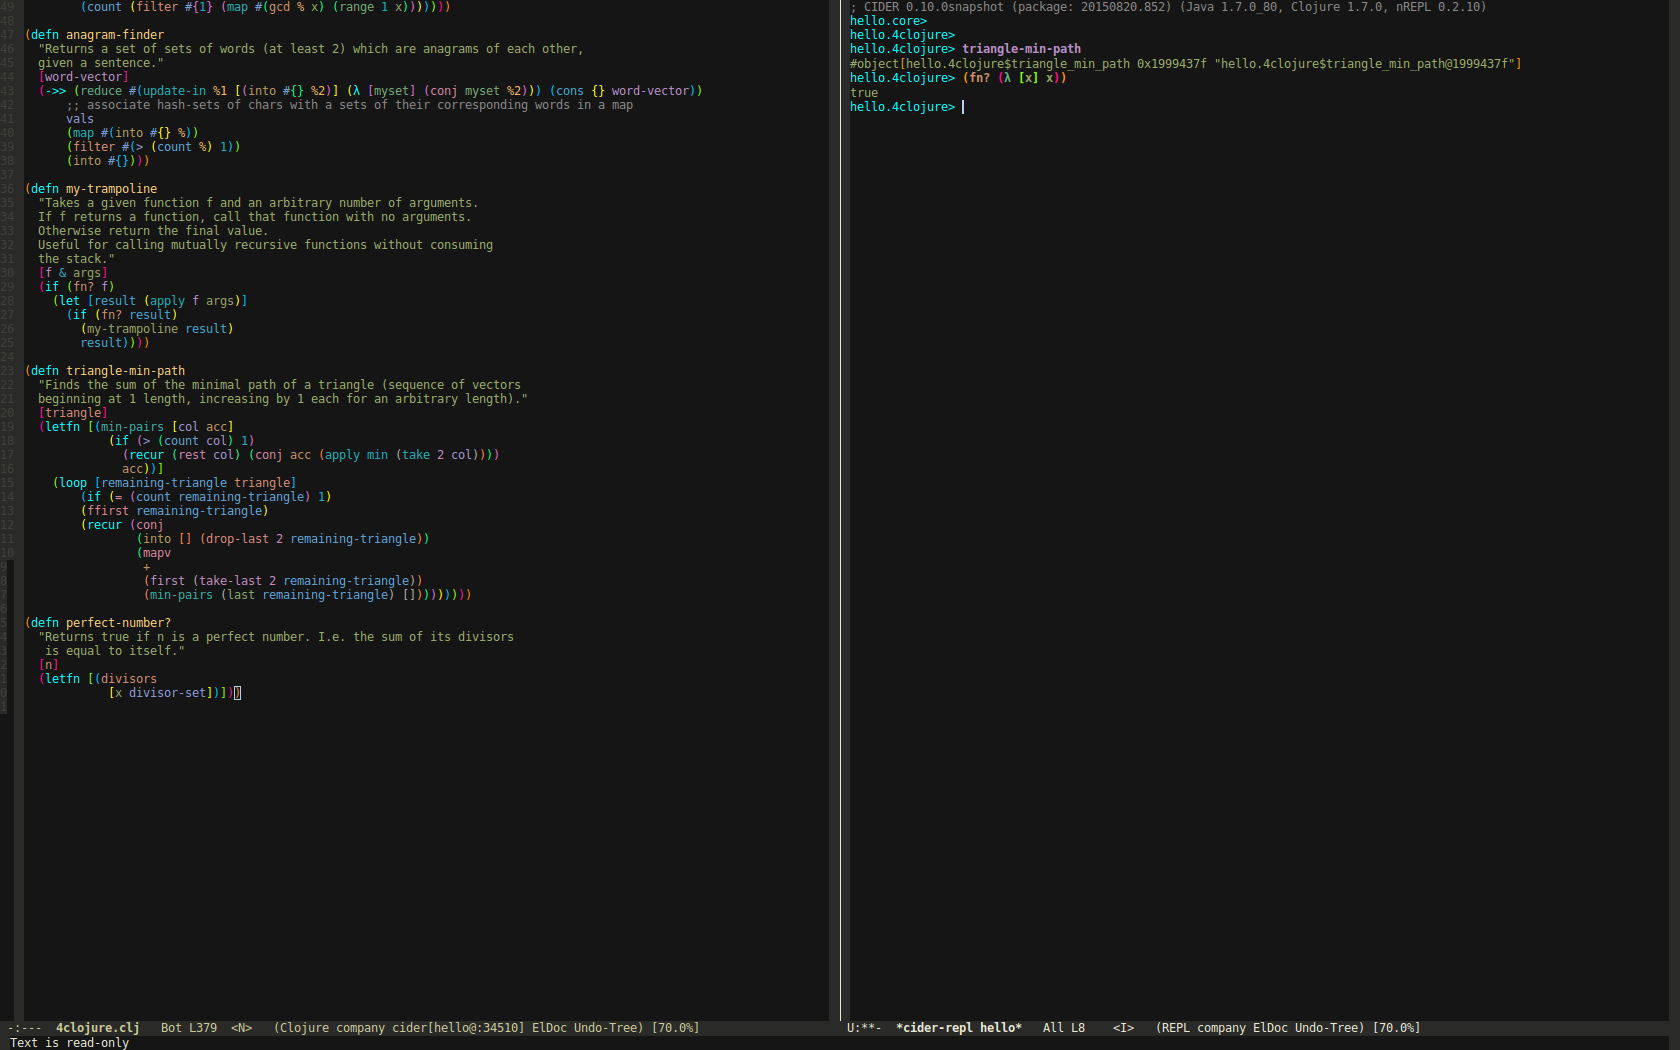 49         (count (filter #{1} (map #(gcd % x) (range 1 x)))))))
48
47 (defn anagram-finder
46   "Returns a set of sets of words (at least 2) which are anagrams of each other,
45   given a sentence."
44   [word-vector]
43   (->> (reduce #(update-in %1 [(into #{} %2)] (λ [myset] (conj myset %2))) (cons {} word-vector))
42       ;; associate hash-sets of chars with a sets of their corresponding words in a map
41       vals
40       (map #(into #{} %))
39       (filter #(> (count %) 1))
38       (into #{})))
37
36 (defn my-trampoline
35   "Takes a given function f and an arbitrary number of arguments.
34   If f returns a function, call that function with no arguments.
33   Otherwise return the final value.
32   Useful for calling mutually recursive functions without consuming
31   the stack."
30   [f & args]
29   (if (fn? f)
28     (let [result (apply f args)]
27       (if (fn? result)
26         (my-trampoline result)
25         result))))
24
23 (defn triangle-min-path
22   "Finds the sum of the minimal path of a triangle (sequence of vectors
21   beginning at 1 length, increasing by 1 each for an arbitrary length)."
20   [triangle]
19   (letfn [(min-pairs [col acc]
18             (if (> (count col) 1)
17               (recur (rest col) (conj acc (apply min (take 2 col))))
16               acc))]
15     (loop [remaining-triangle triangle]
14         (if (= (count remaining-triangle) 1)
13         (ffirst remaining-triangle)
12         (recur (conj
11                 (into [] (drop-last 2 remaining-triangle))
10                 (mapv
9                  +
8                  (first (take-last 2 remaining-triangle))
7                  (min-pairs (last remaining-triangle) []))))))))
6
5 (defn perfect-number?
4   "Returns true if n is a perfect number. I.e. the sum of its divisors
3    is equal to itself."
2   [n]
1   (letfn [(divisors
0             [x divisor-set])]))
1
-:---  4clojure.clj   Bot L379  <N>   (Clojure company cider[hello@:34510] ElDoc Undo-Tree) [70.0%]
; CIDER 0.10.0snapshot (package: 20150820.852) (Java 1.7.0_80, Clojure 1.7.0, nREPL 0.2.10)
hello.core>
hello.4clojure>
hello.4clojure> triangle-min-path
#object[hello.4clojure$triangle_min_path 0x1999437f "hello.4clojure$triangle_min_path@1999437f"]
hello.4clojure> (fn? (λ [x] x))
true
hello.4clojure>
U:**-  *cider-repl hello*   All L8    <I>   (REPL company ElDoc Undo-Tree) [70.0%]
Text is read-only